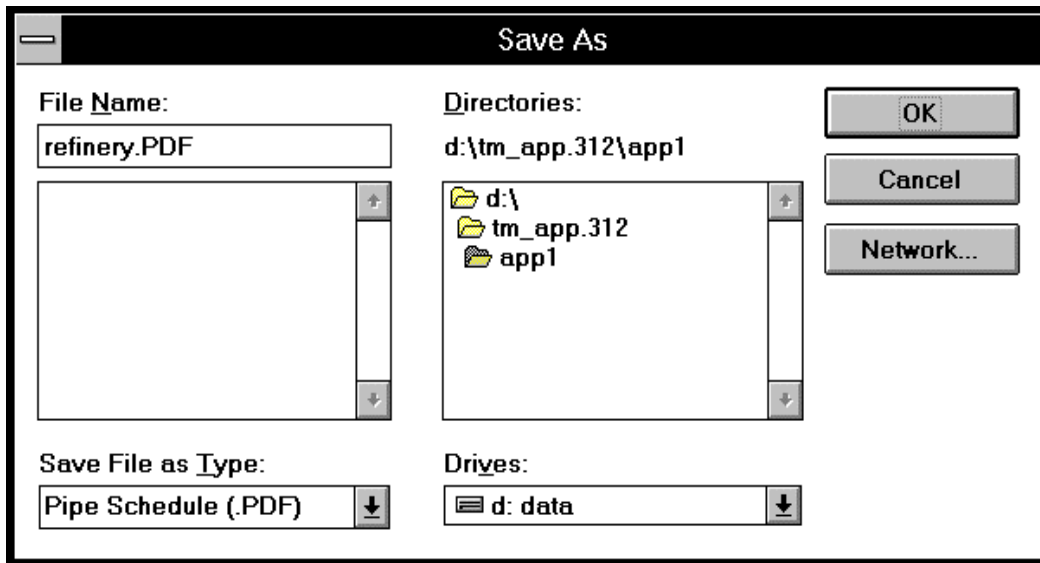 Save As
File Name:
refinery.PDF
Directories:
d:\tm_app.312\app1
d:\
tm_app.312
app1
OK
Cancel
Network...
Save File as Type:
Pipe Schedule (.PDF)
Drives:
d: data